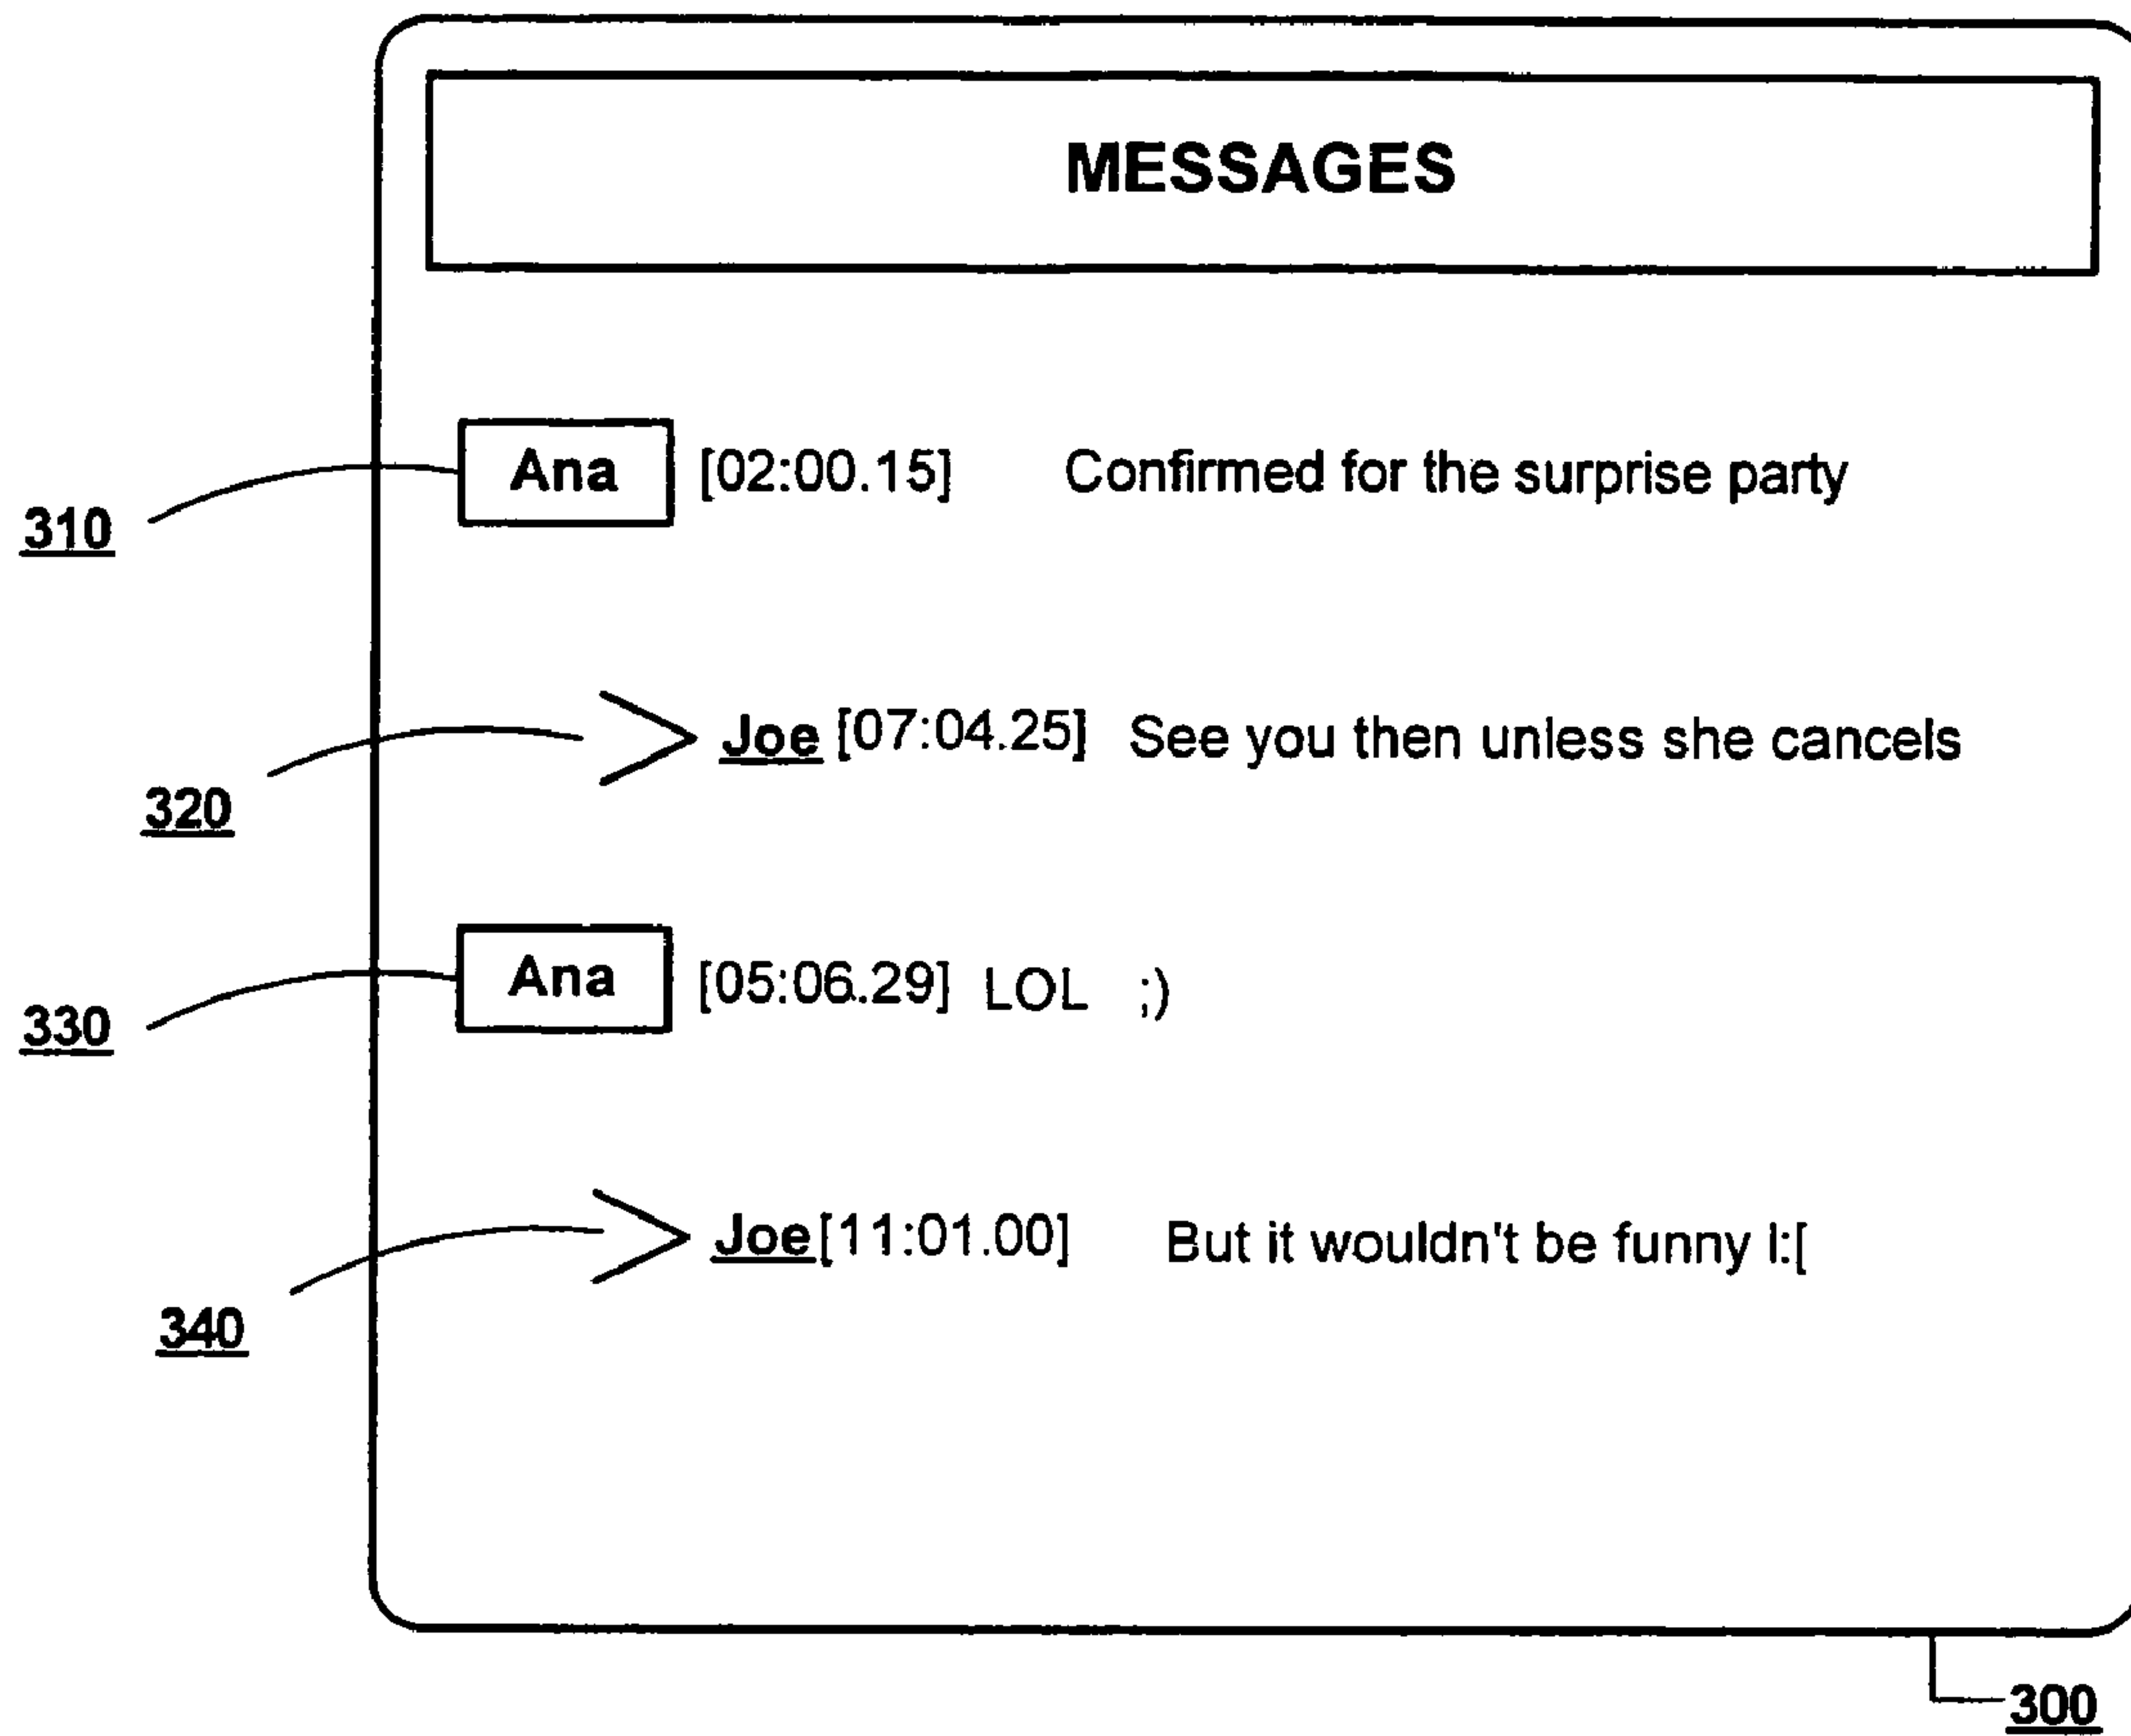 MESSAGES
310 Ana [02:00.15] Confirmed for the surprise party
320 Joe [07:04.25] See you then unless she cancels
330 Ana [05:06.29] LOL ;)
340 Joe[11:01.00] But it wouldn't be funny I:[
300